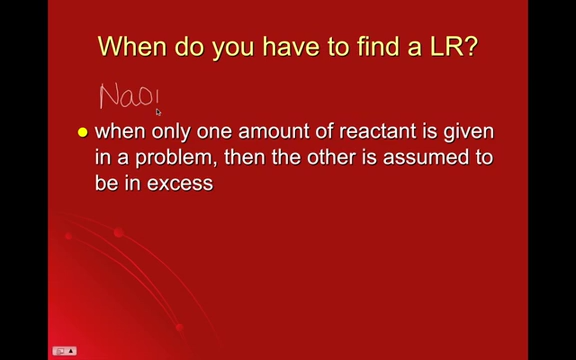 When do you have to find a LR?
NaOI
when only one amount of reactant is given
in a problem, then the other is assumed to
be in excess